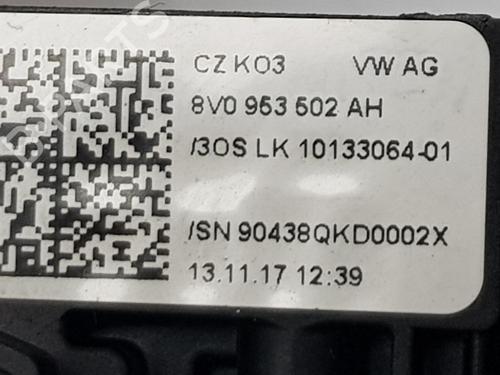 CZ KO3 VW AG
8V0 953 502 AH
/3OS LK 10133064-01
/SN 90438QKD0002X
13.11.17 12:39